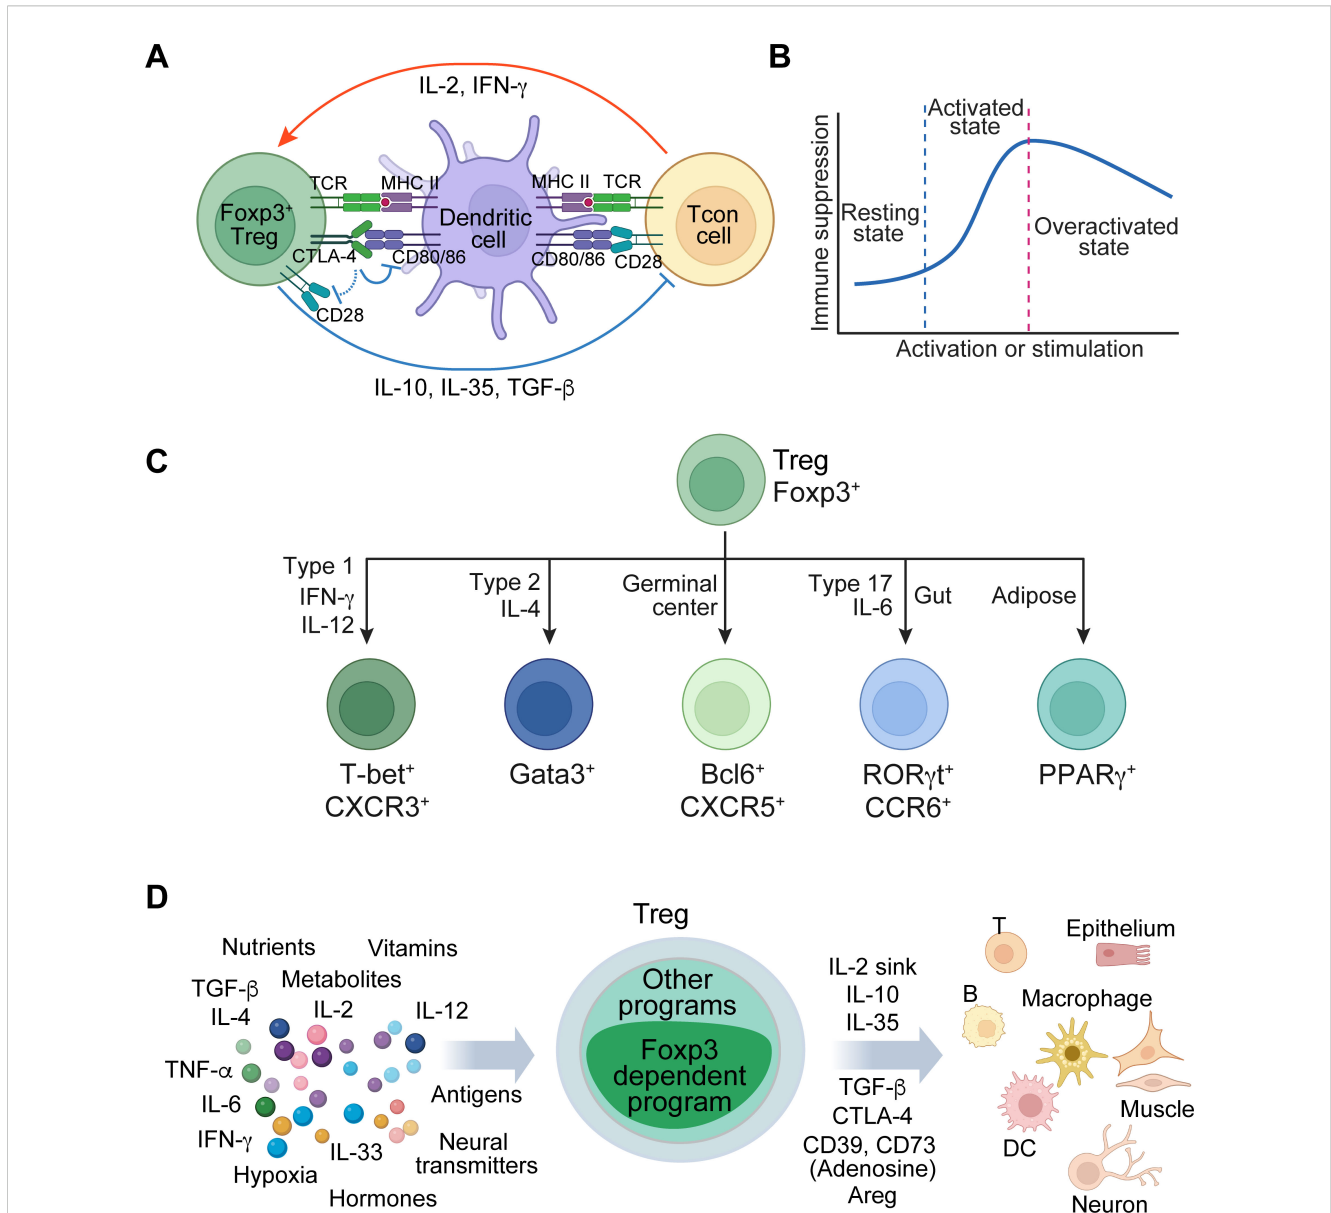 A
IL-2, IFN-γ
TCR
MHC II
MHC II
TCR
Foxp3⁺
Treg
Dendritic
cell
Tcon
cell
CTLA-4
CD80/86
CD80/86
CD28
CD28
IL-10, IL-35, TGF-β
B
Immune suppression
Activated
state
Resting
state
Overactivated
state
Activation or stimulation
C
Treg
Foxp3⁺
Type 1
IFN-γ
IL-12
Type 2
IL-4
Germinal
center
Type 17
IL-6
Gut
Adipose
T-bet⁺
CXCR3⁺
Gata3⁺
Bcl6⁺
CXCR5⁺
RORγt⁺
CCR6⁺
PPARγ⁺
D
Nutrients
Vitamins
Metabolites
TGF-β
IL-4
IL-2
IL-12
TNF-α
IL-6
IFN-γ
Antigens
IL-33
Neural
transmitters
Hypoxia
Hormones
Treg
Other
programs
Foxp3
dependent
program
IL-2 sink
IL-10
IL-35
TGF-β
CTLA-4
CD39, CD73
(Adenosine)
Areg
T
Epithelium
B
Macrophage
Muscle
DC
Neuron